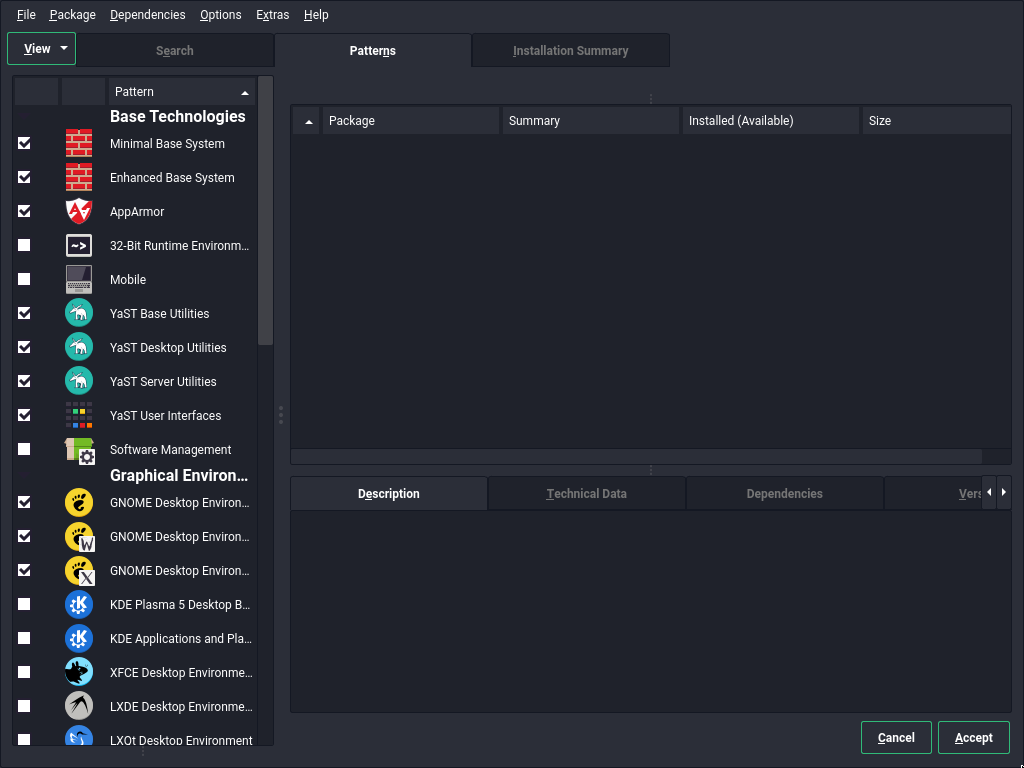 File Package Dependencies Options Extras Help
View Search Patterns Installation Summary
Pattern
Base Technologies
Minimal Base System
Enhanced Base System
AppArmor
32-Bit Runtime Environm...
Mobile
YaST Base Utilities
YaST Desktop Utilities
YaST Server Utilities
YaST User Interfaces
Software Management
Graphical Environ...
GNOME Desktop Environ...
GNOME Desktop Environ...
W
GNOME Desktop Environ...
X
KDE Plasma 5 Desktop B...
KDE Applications and Pla...
XFCE Desktop Environme...
LXDE Desktop Environme...
LXQt Desktop Environment
Package Summary Installed (Available) Size
Description Technical Data Dependencies Vers
Cancel Accept